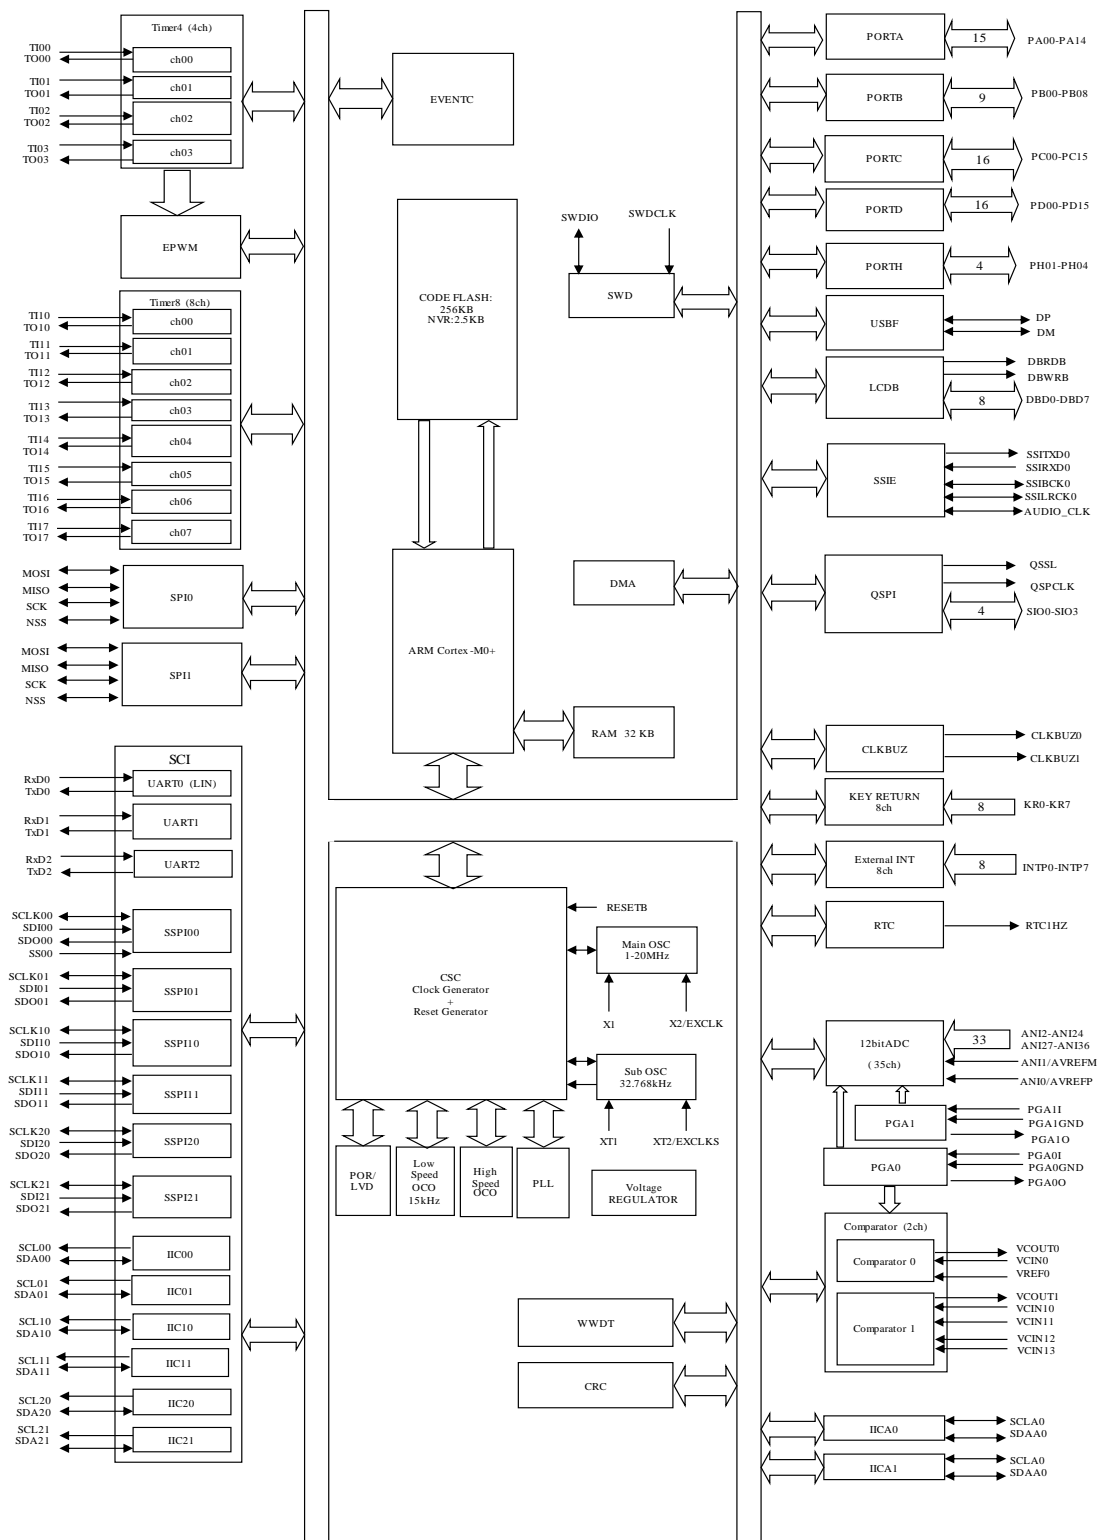 Timer4 (4ch)
TI00
TO00
ch00
TI01
TO01
ch01
TI02
TO02
ch02
TI03
TO03
ch03
EPWM
Timer8 (8ch)
TI10
TO10
ch00
TI11
TO11
ch01
TI12
TO12
ch02
TI13
TO13
ch03
TI14
TO14
ch04
TI15
TO15
ch05
TI16
TO16
ch06
TI17
TO17
ch07
MOSI
MISO
SCK
NSS
SPI0
MOSI
MISO
SCK
NSS
SPI1
SCI
RxD0
TxD0
UART0 (LIN)
RxD1
TxD1
UART1
RxD2
TxD2
UART2
SCLK00
SDI00
SDO00
SS00
SSPI00
SCLK01
SDI01
SDO01
SSPI01
SCLK10
SDI10
SDO10
SSPI10
SCLK11
SDI11
SDO11
SSPI11
SCLK20
SDI20
SDO20
SSPI20
SCLK21
SDI21
SDO21
SSPI21
SCL00
SDA00
IIC00
SCL01
SDA01
IIC01
SCL10
SDA10
IIC10
SCL11
SDA11
IIC11
SCL20
SDA20
IIC20
SCL21
SDA21
IIC21
EVENTC
CODE FLASH:
256KB
NVR:2.5KB
SWDIO
SWDCLK
SWD
DMA
ARM Cortex-M0+
RAM 32 KB
CSC
Clock Generator
+
Reset Generator
RESETB
Main OSC
1-20MHz
X1
X2/EXCLK
Sub OSC
32.768kHz
XT1
XT2/EXCLKS
POR/
LVD
Low
Speed
OCO
15kHz
High
Speed
OCO
PLL
Voltage
REGULATOR
WWDT
CRC
PORTA
15
PA00-PA14
PORTB
9
PB00-PB08
PORTC
16
PC00-PC15
PORTD
16
PD00-PD15
PORTH
4
PH01-PH04
USBF
DP
DM
LCDB
DBRDB
DBWRB
8
DBD0-DBD7
SSIE
SSITXD0
SSIRXD0
SSIBCK0
SSILRCK0
AUDIO_CLK
QSPI
QSSL
QSPCLK
4
SIO0-SIO3
CLKBUZ
CLKBUZ0
CLKBUZ1
KEY RETURN
8ch
8
KR0-KR7
External INT
8ch
8
INTP0-INTP7
RTC
RTC1HZ
12bitADC
(35ch)
33
ANI2-ANI24
ANI27-ANI36
ANI1/AVREFM
ANI0/AVREFP
PGA1
PGA1I
PGA1GND
PGA1O
PGA0
PGA0I
PGA0GND
PGA0O
Comparator (2ch)
Comparator 0
VCOUT0
VCIN0
VREF0
Comparator 1
VCOUT1
VCIN10
VCIN11
VCIN12
VCIN13
IICA0
SCLA0
SDAA0
IICA1
SCLA0
SDAA0